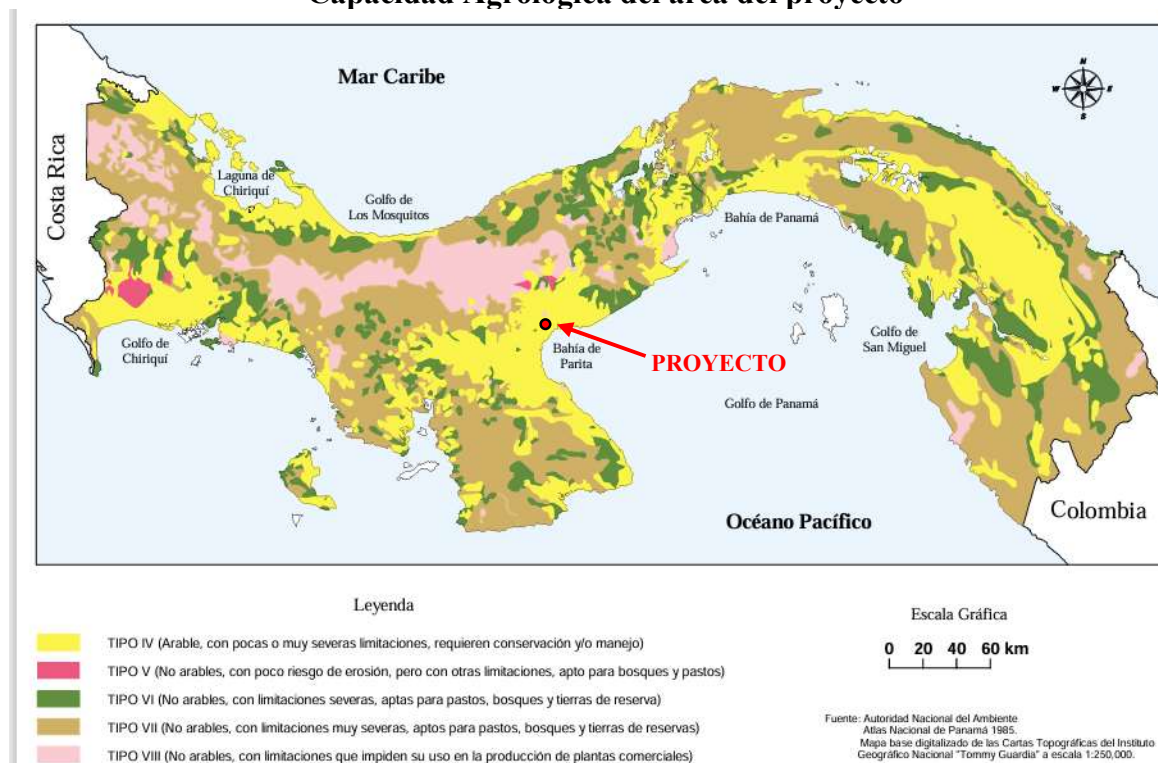 Capacidad Agrológica del área del proyecto
Mar Caribe
N
W E
S
Costa Rica
Laguna de
Chiriquí
Golfo de
Los Mosquitos
Bahía de Panamá
Golfo de
Chiriquí
Bahía de
Parita
PROYECTO
Golfo de
San Miguel
Golfo de Panamá
Océano Pacífico
Colombia
Leyenda
TIPO IV (Arable, con pocas o muy severas limitaciones, requieren conservación y/o manejo)
TIPO V (No arables, con poco riesgo de erosión, pero con otras limitaciones, apto para bosques y pastos)
TIPO VI (No arables, con limitaciones severas, aptas para pastos, bosques y tierras de reserva)
TIPO VII (No arables, con limitaciones muy severas, aptos para pastos, bosques y tierras de reservas)
TIPO VIII (No arables, con limitaciones que impiden su uso en la producción de plantas comerciales)
Escala Gráfica
0 20 40 60 km
Fuente: Autoridad Nacional del Ambiente
Atlas Nacional de Panamá 1985.
Mapa base digitalizado de las Cartas Topográficas del Instituto
Geográfico Nacional "Tommy Guardia" a escala 1:250,000.